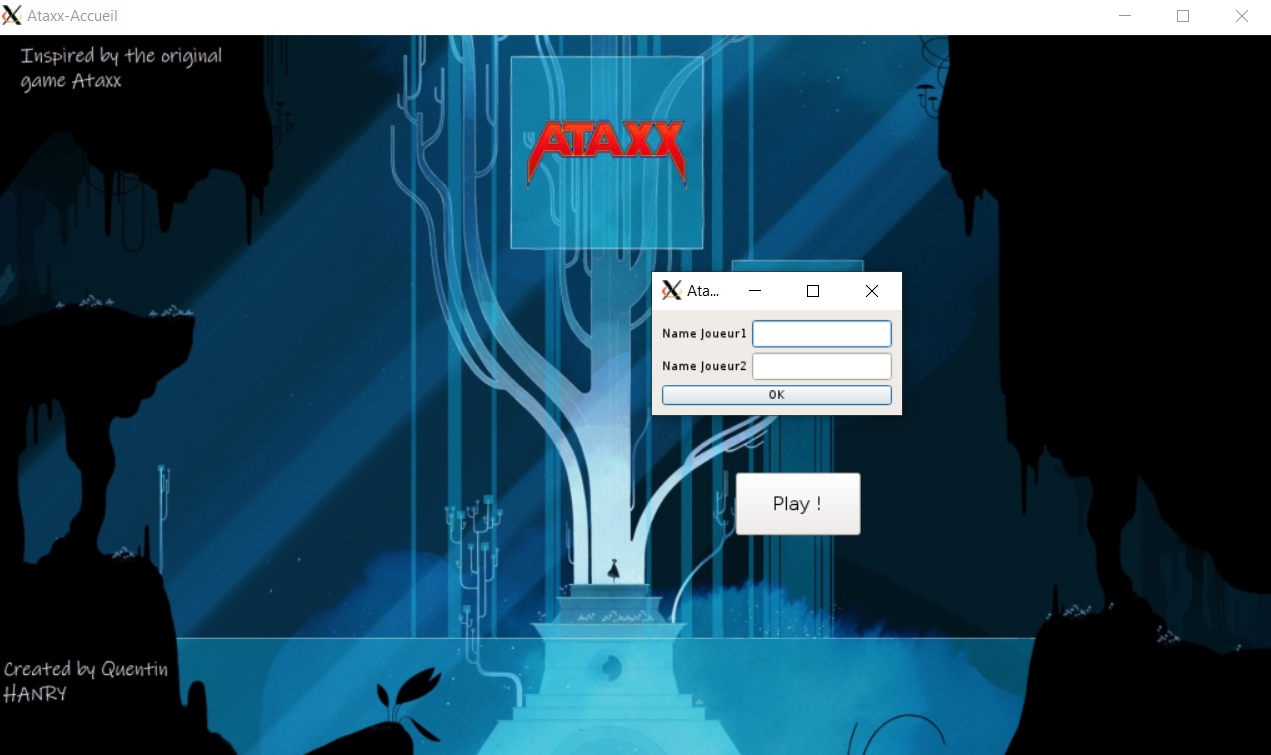 Ataxx-Accueil
Inspired by the original
game Ataxx
ATAXX
Ata...
Name Joueur1
Name Joueur2
OK
Play !
Created by Quentin
HANRY